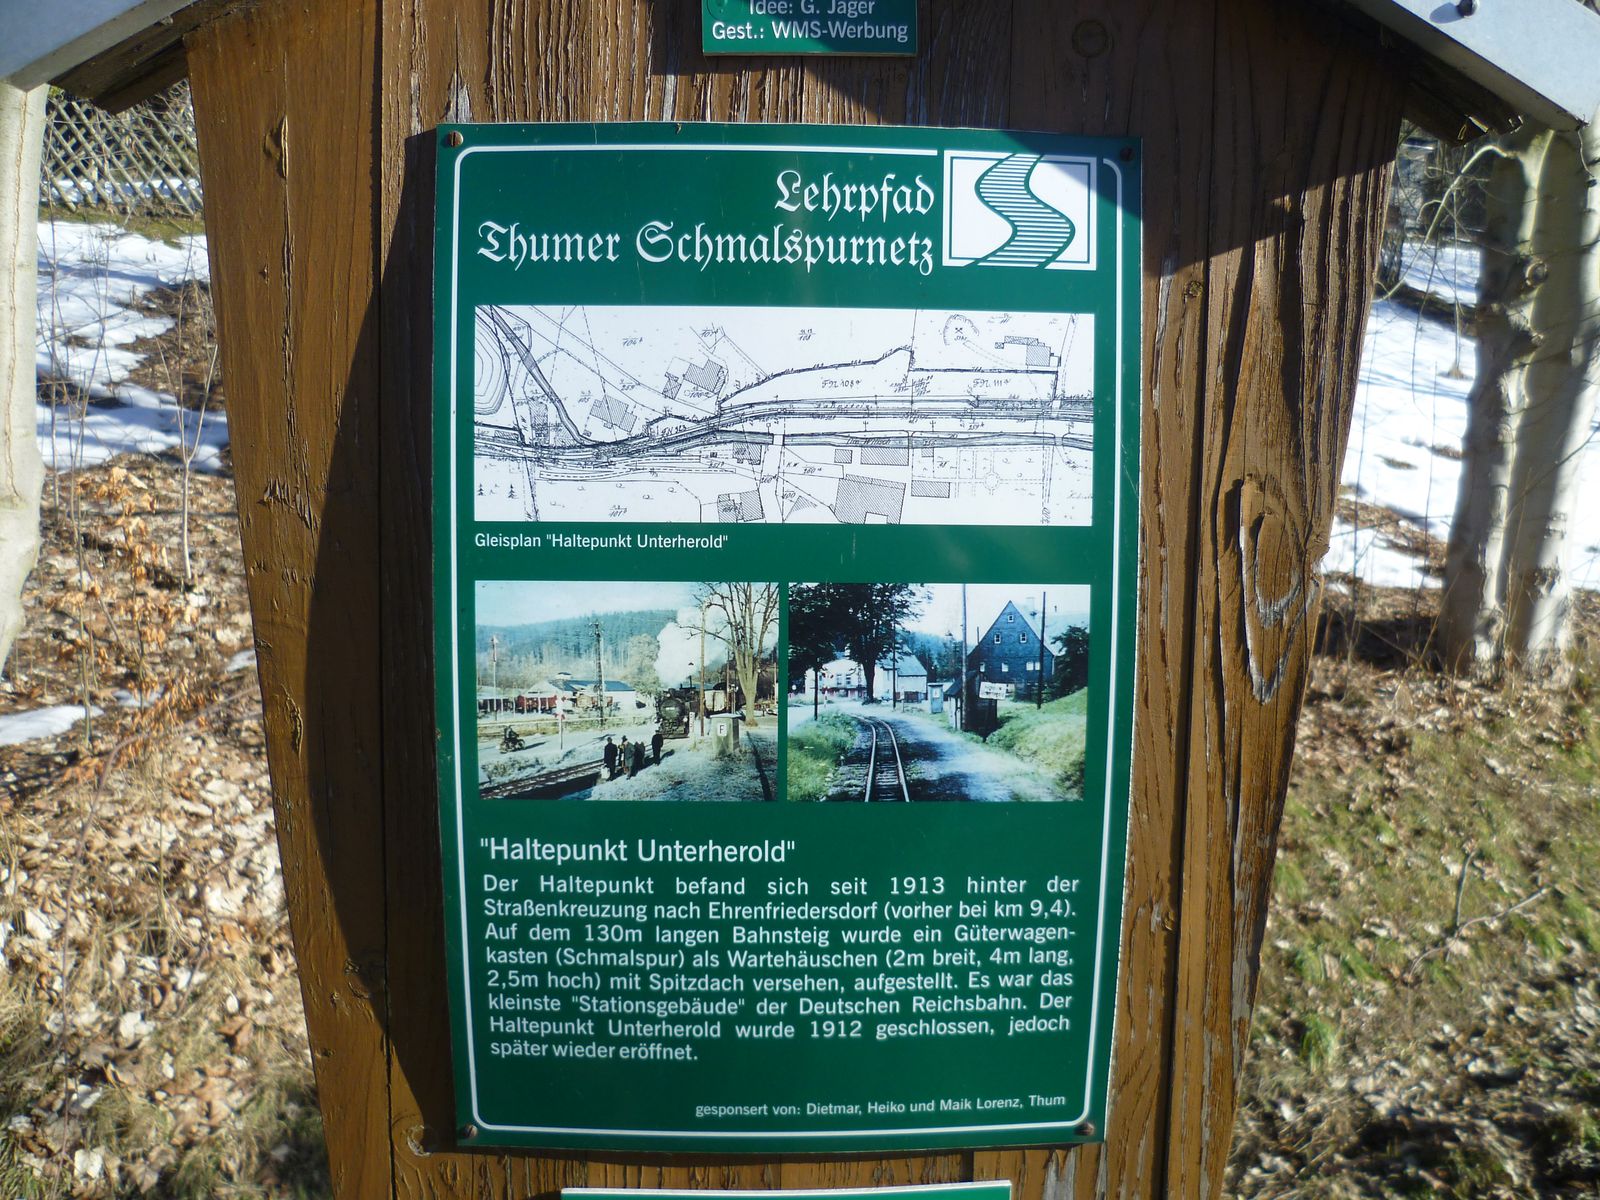 Idee: G. Jäger
Gest.: WMS-Werbung
Lehrpfad
Thumer Schmalspurnetz
Gleisplan "Haltepunkt Unterherold"
F
"Haltepunkt Unterherold"
Der Haltepunkt befand sich seit 1913 hinter der
Straßenkreuzung nach Ehrenfriedersdorf (vorher bei km 9,4).
Auf dem 130m langen Bahnsteig wurde ein Güterwagen-
kasten (Schmalspur) als Wartehäuschen (2m breit, 4m lang,
2,5m hoch) mit Spitzdach versehen, aufgestellt. Es war das
kleinste "Stationsgebäude" der Deutschen Reichsbahn. Der
Haltepunkt Unterherold wurde 1912 geschlossen, jedoch
später wieder eröffnet.
gesponsert von: Dietmar, Heiko und Maik Lorenz, Thum